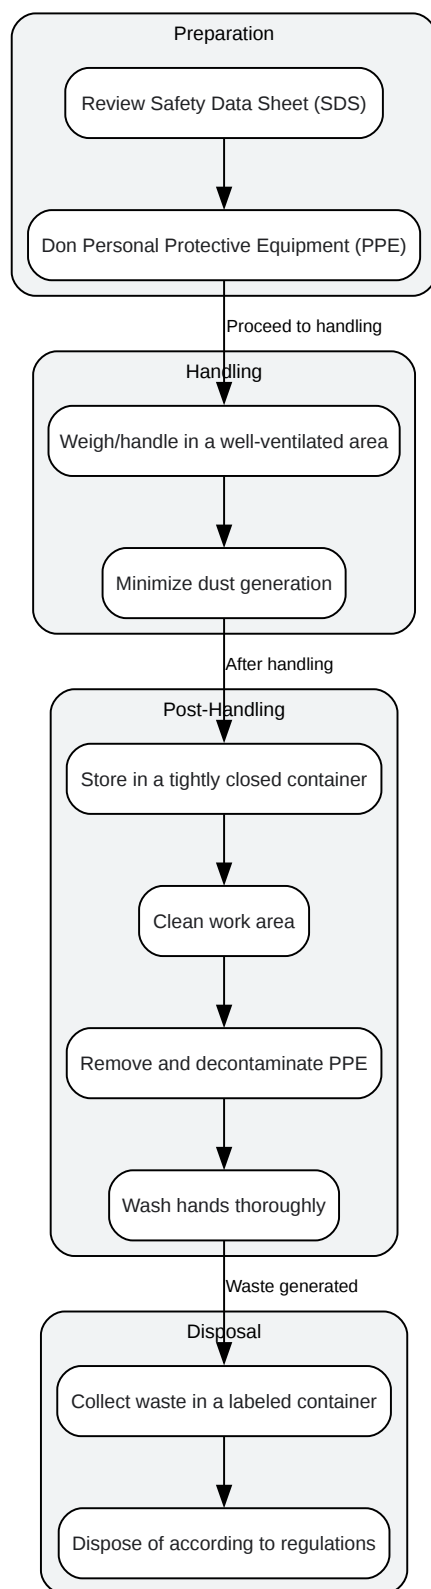 Preparation
Review Safety Data Sheet (SDS)
Don Personal Protective Equipment (PPE)
Proceed to handling
Handling
Weigh/handle in a well-ventilated area
Minimize dust generation
After handling
Post-Handling
Store in a tightly closed container
Clean work area
Remove and decontaminate PPE
Wash hands thoroughly
Waste generated
Disposal
Collect waste in a labeled container
Dispose of according to regulations